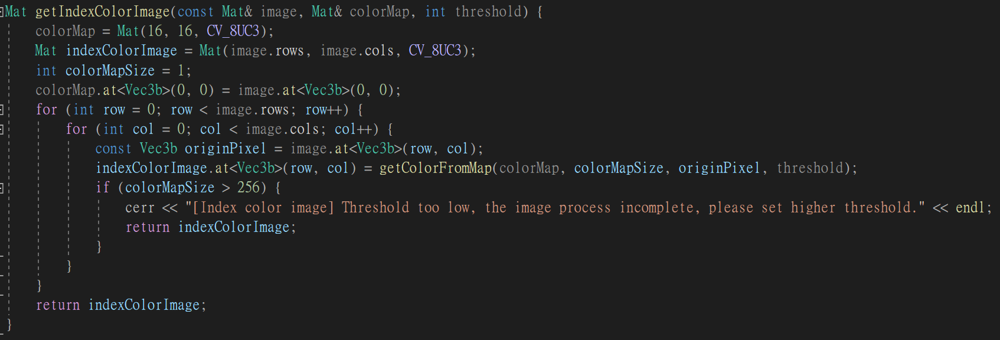 Mat getIndexColorImage(const Mat& image, Mat& colorMap, int threshold) {
    colorMap = Mat(16, 16, CV_8UC3);
    Mat indexColorImage = Mat(image.rows, image.cols, CV_8UC3);
    int colorMapSize = 1;
    colorMap.at<Vec3b>(0, 0) = image.at<Vec3b>(0, 0);
    for (int row = 0; row < image.rows; row++) {
        for (int col = 0; col < image.cols; col++) {
            const Vec3b originPixel = image.at<Vec3b>(row, col);
            indexColorImage.at<Vec3b>(row, col) = getColorFromMap(colorMap, colorMapSize, originPixel, threshold);
            if (colorMapSize > 256) {
                cerr << "[Index color image] Threshold too low, the image process incomplete, please set higher threshold." << endl;
                return indexColorImage;
            }
        }
    }
    return indexColorImage;
}